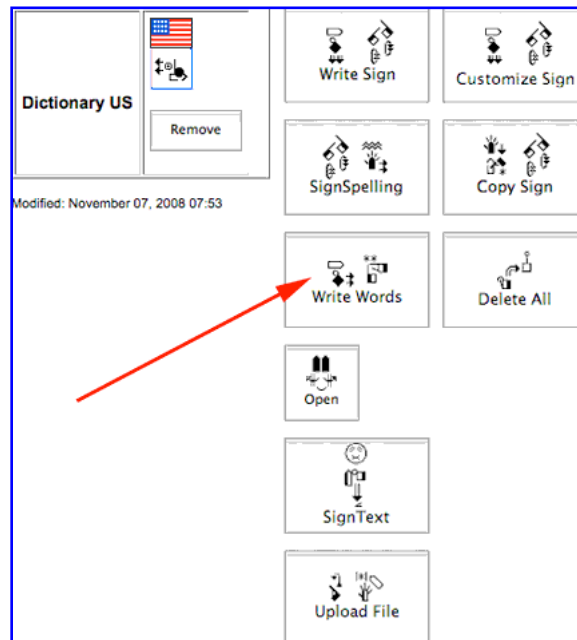 Write Sign
Customize Sign
Dictionary US
Remove
SignSpelling
Copy Sign
Modified: November 07, 2008 07:53
Write Words
Delete All
Open
SignText
Upload File